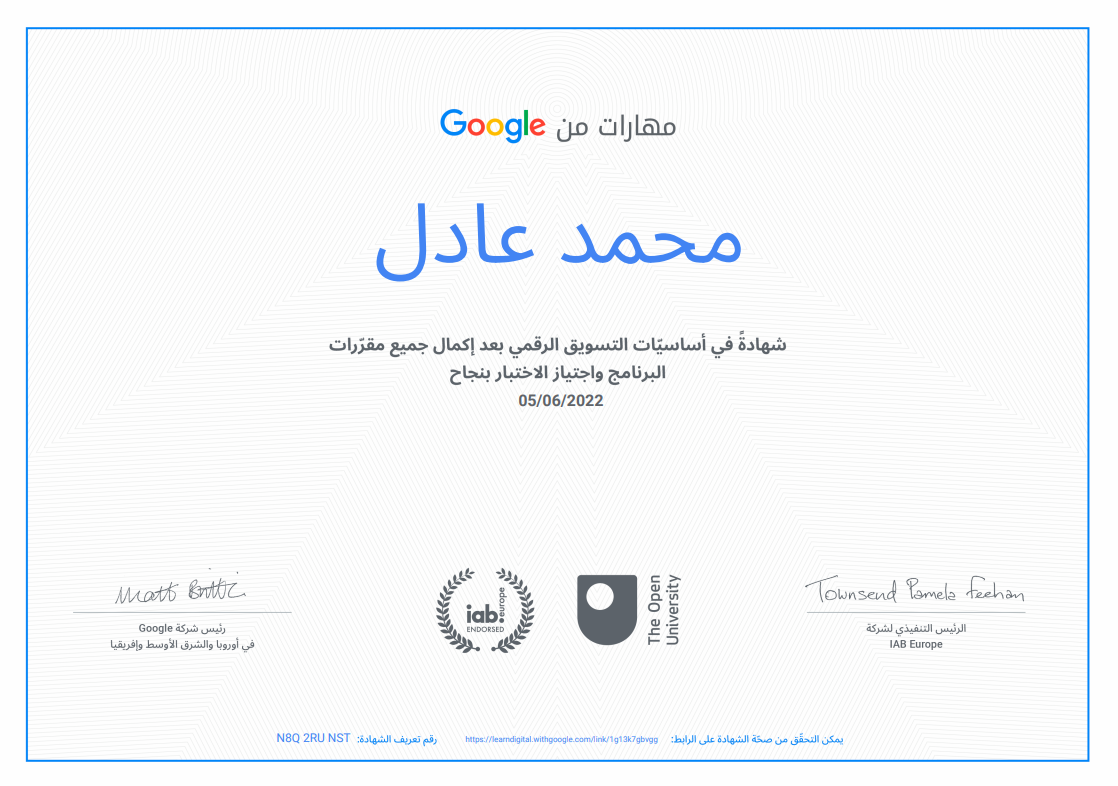 مهارات من Google
محمد عادل
شهادةً في أساسيّات التسويق الرقمي بعد إكمال جميع مقرّرات
البرنامج واجتياز الاختبار بنجاح
05/06/2022
Townsend Pamela Feehan
الرئيس التنفيذي لشركة
IAB Europe
The Open
University
iab europe
ENDORSED
Matt Brittin
رئيس شركة Google
في أوروبا والشرق الأوسط وإفريقيا
يمكن التحقّق من صحّة الشهادة على الرابط: https://learndigital.withgoogle.com/link/1g13k7gbvgg رقم تعريف الشهادة: N8Q 2RU NST